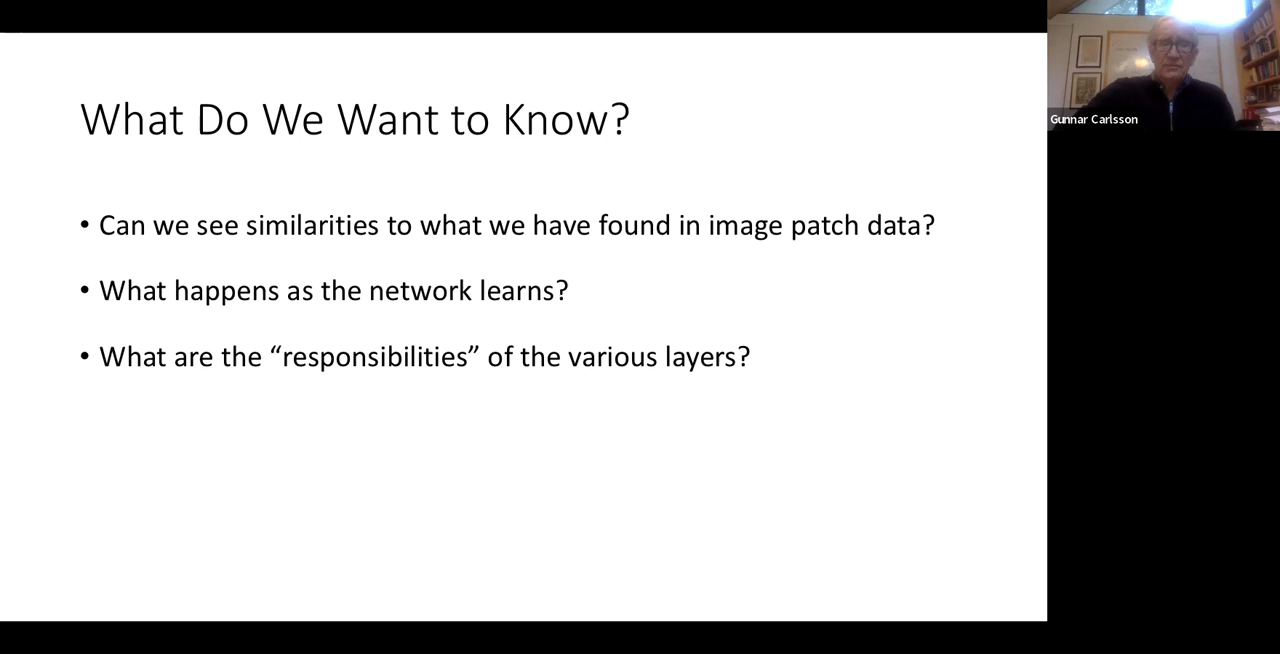 What Do We Want to Know?
• Can we see similarities to what we have found in image patch data?
• What happens as the network learns?
• What are the “responsibilities” of the various layers?
Gunnar Carlsson